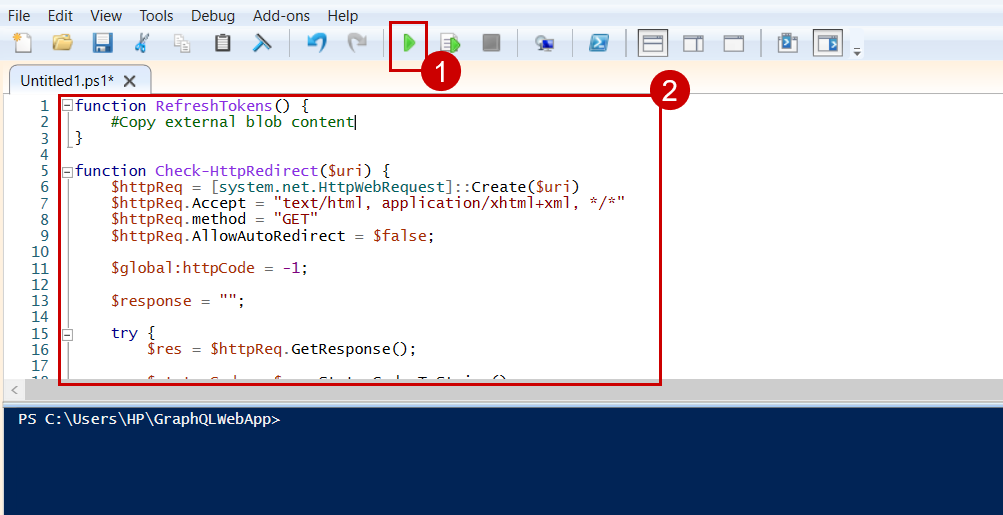 File Edit View Tools Debug Add-ons Help
1
Untitled1.ps1*
2
1 function RefreshTokens() {
2 #Copy external blob content
3 }
4
5 function Check-HttpRedirect($uri) {
6 $httpReq = [system.net.HttpWebRequest]::Create($uri)
7 $httpReq.Accept = "text/html, application/xhtml+xml, */*"
8 $httpReq.method = "GET"
9 $httpReq.AllowAutoRedirect = $false;
10
11 $global:httpCode = -1;
12
13 $response = "";
14
15 try {
16 $res = $httpReq.GetResponse();
17
PS C:\Users\HP\GraphQLWebApp>